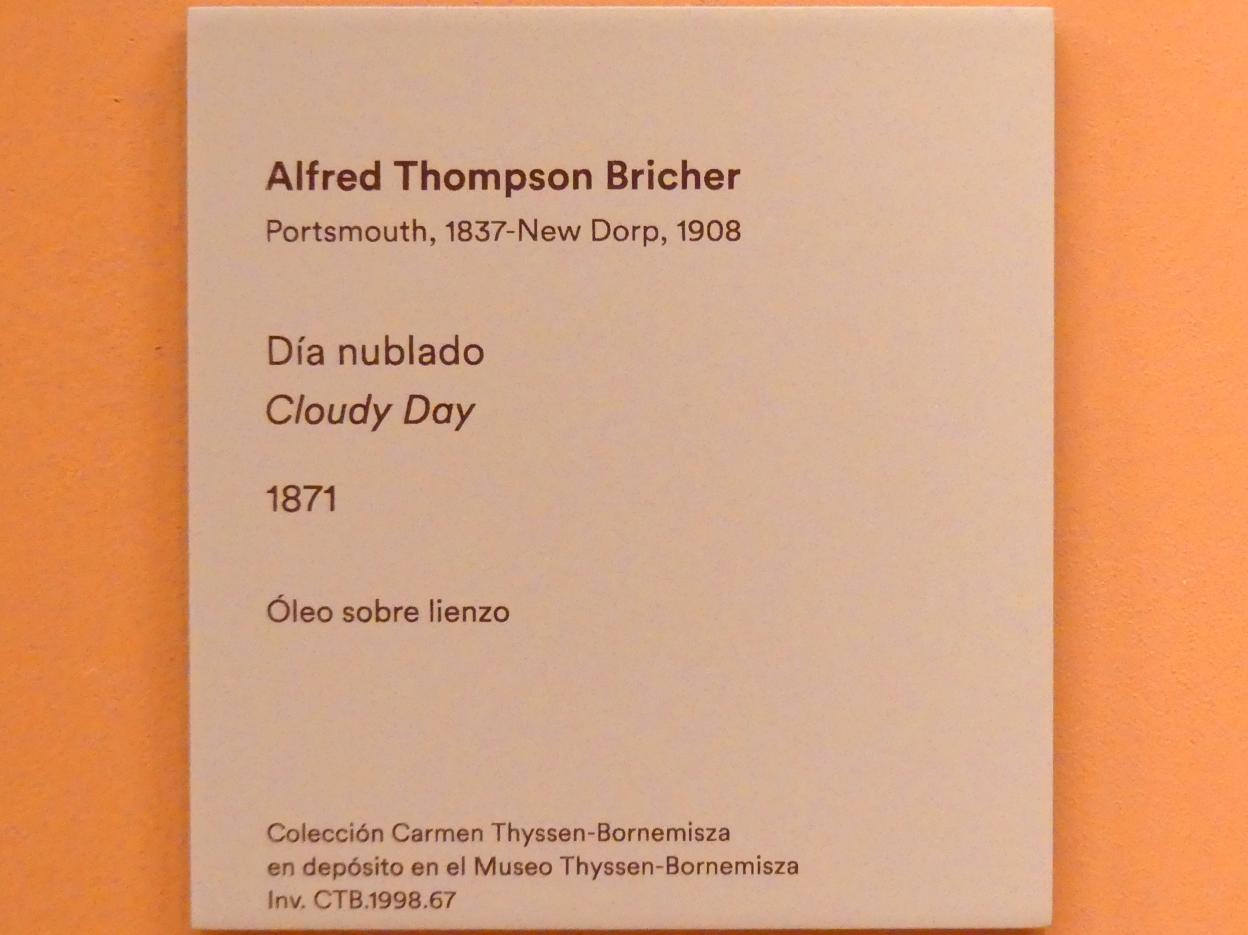 Alfred Thompson Bricher
Portsmouth, 1837-New Dorp, 1908
Día nublado
Cloudy Day
1871
Óleo sobre lienzo
Colección Carmen Thyssen-Bornemisza
en depósito en el Museo Thyssen-Bornemisza
Inv. CTB.1998.67